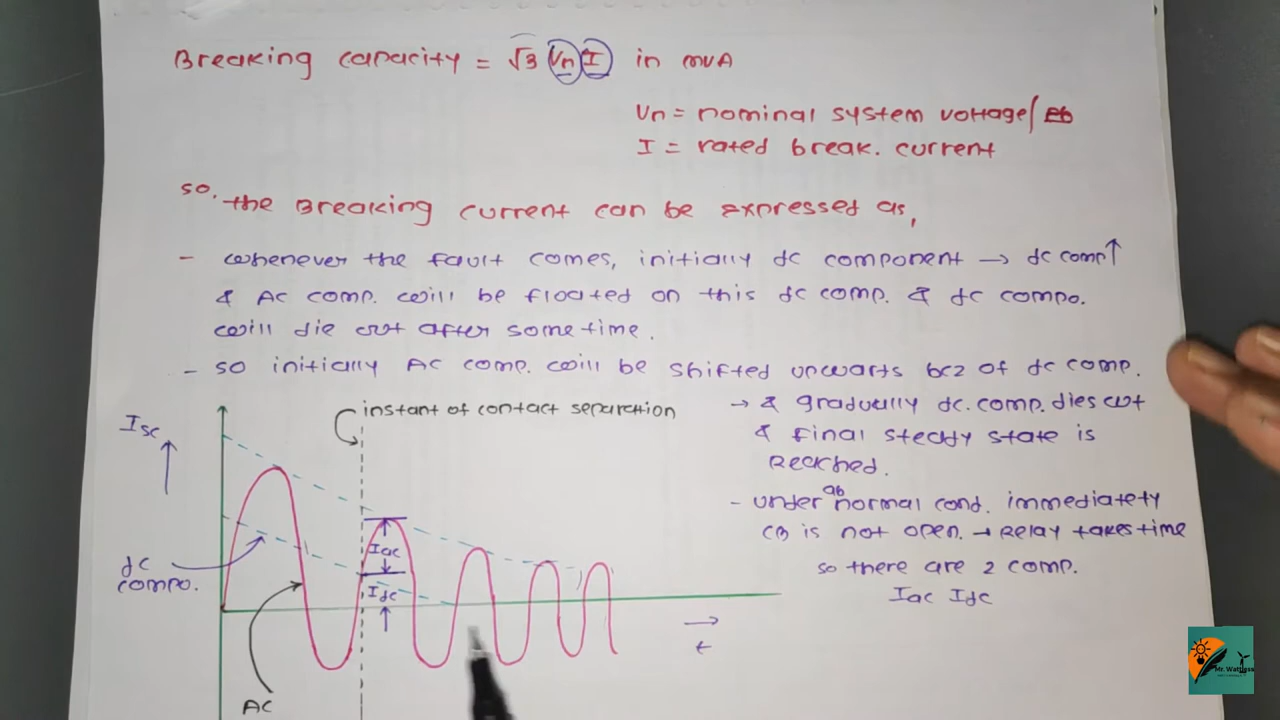 Breaking capacity = √3 Vn I in MVA
Vn = nominal system voltage/
I = rated break. current
so. the Breaking current can be expressed as,
- whenever the fault comes, initially dc component → dc comp↑
& AC comp. will be floated on this dc comp. & dc compo.
will die out after some time.
- so initially AC comp. will be shifted upwarts bcz of dc comp.
→ & gradually dc. comp. dies out
& final steady state is
Reached.
- under ab normal cond. immediatety
CB is not open. → Relay takes time
so there are 2 comp.
Iac Idc
Isc
instant of contact separation
dc
compo.
Iac
Idc
t
AC
Mr. Wattless